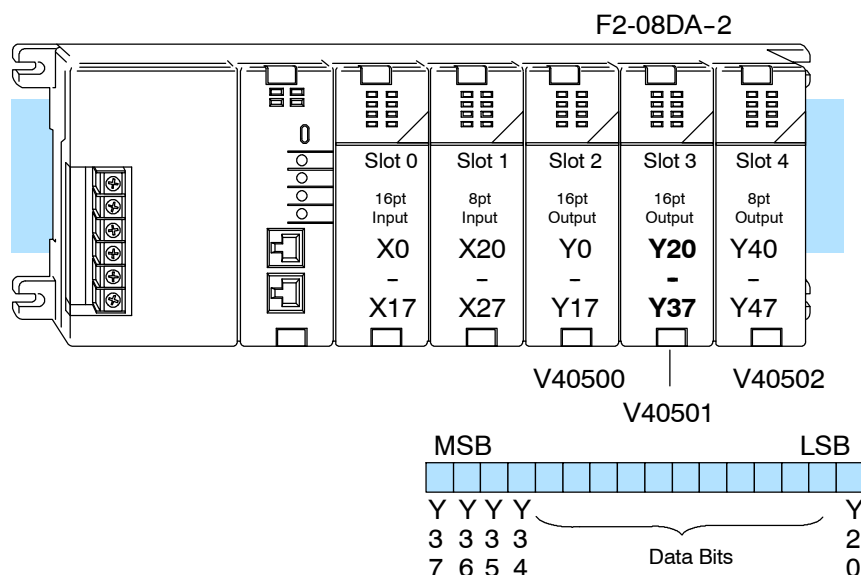 F2-08DA-2
Slot 0 Slot 1 Slot 2 Slot 3 Slot 4
16pt 8pt 16pt 16pt 8pt
Input Input Output Output Output
X0 X20 Y0 Y20 Y40
- - - - -
X17 X27 Y17 Y37 Y47
V40500 V40502
V40501
MSB LSB
Y Y Y Y Y
3 3 3 3 2
7 6 5 4 0
Data Bits